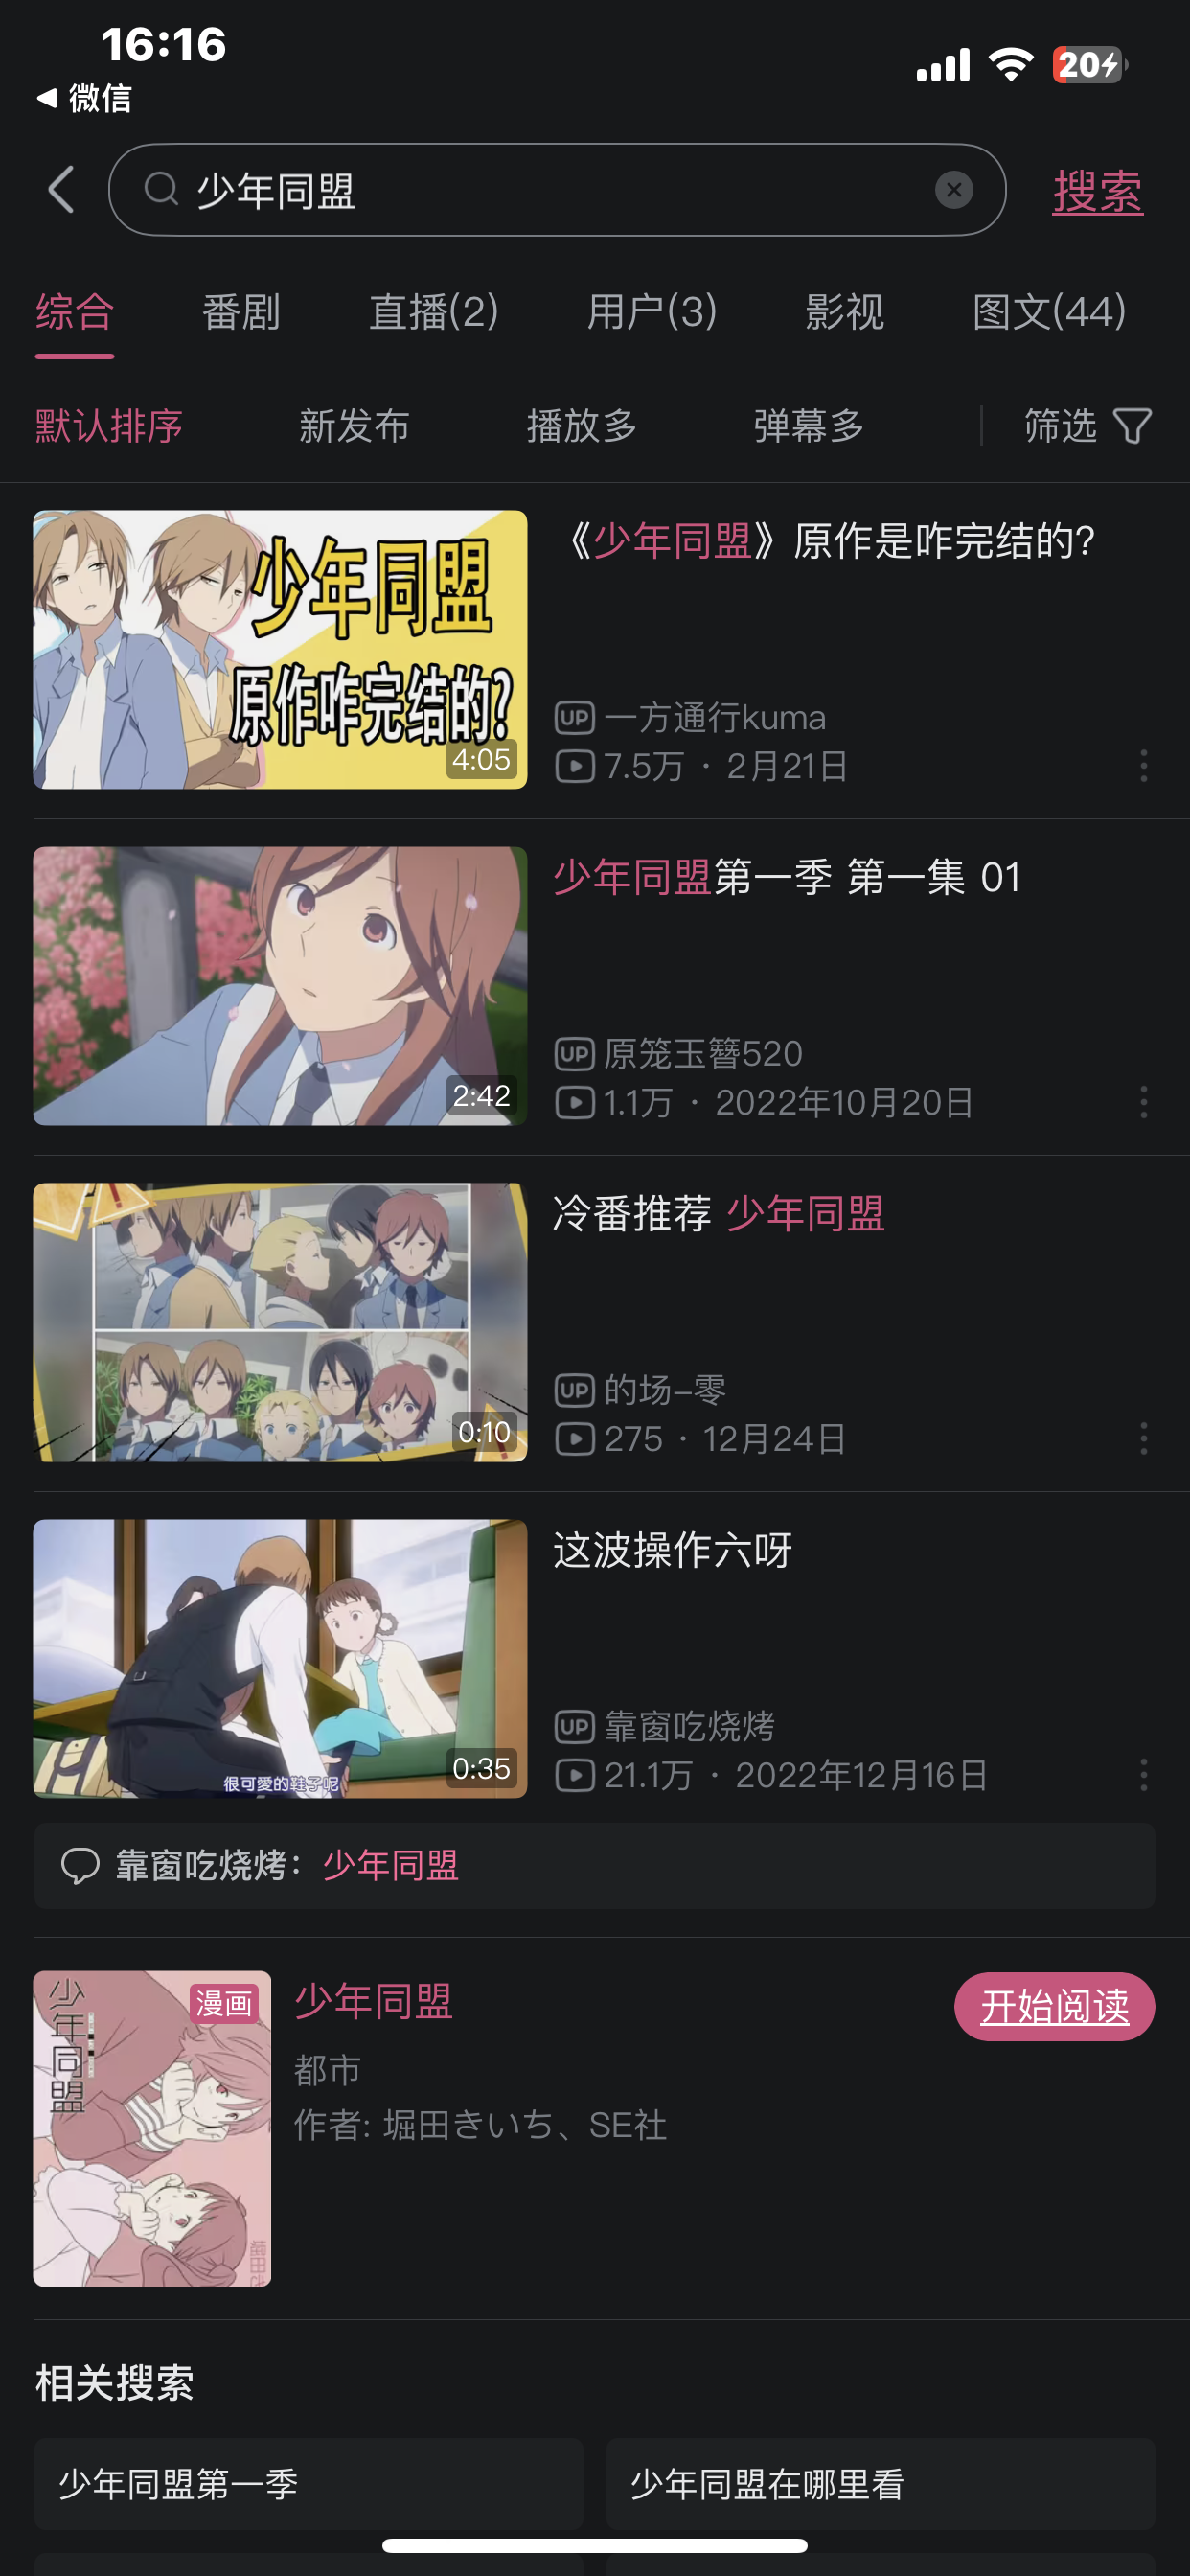 16:16
20
微信
少年同盟
搜索
综合 番剧 直播(2) 用户(3) 影视 图文(44)
默认排序 新发布 播放多 弹幕多 筛选
少年同盟
原作咋完结的?
4:05
《少年同盟》原作是咋完结的?
UP 一方通行kuma
7.5万 · 2月21日
2:42
少年同盟第一季 第一集 01
UP 原笼玉簪520
1.1万 · 2022年10月20日
0:10
冷番推荐 少年同盟
UP 的场-零
275 · 12月24日
很可愛的鞋子呢
0:35
这波操作六呀
UP 靠窗吃烧烤
21.1万 · 2022年12月16日
靠窗吃烧烤：少年同盟
少年同盟
漫画
少年同盟
开始阅读
都市
作者: 堀田きいち、SE社
相关搜索
少年同盟第一季
少年同盟在哪里看